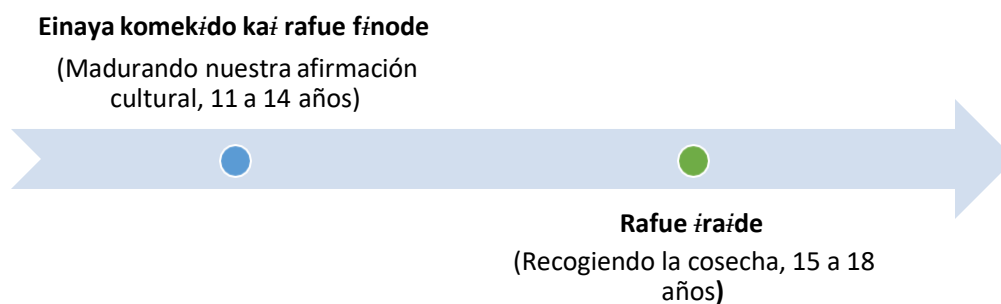 Einaya komekɨdo kaɨ rafue fɨnode
(Madurando nuestra afirmación
cultural, 11 a 14 años)
Rafue ɨraɨde
(Recogiendo la cosecha, 15 a 18
años)